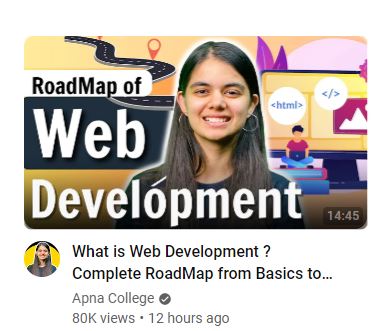 RoadMap of
Web
Development
<html>
</>
14:45
What is Web Development ?
Complete RoadMap from Basics to...
Apna College
80K views • 12 hours ago